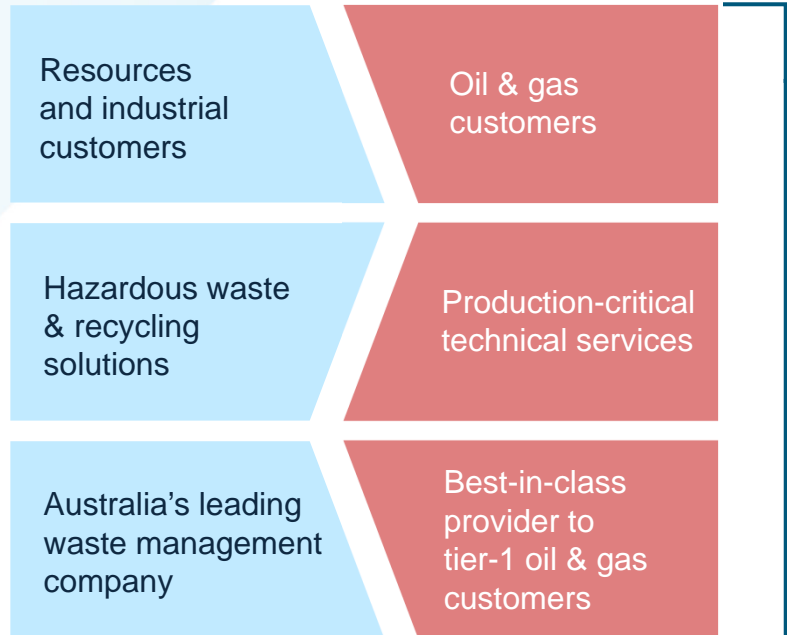 Resources
and industrial
customers
Oil & gas
customers
Hazardous waste
& recycling
solutions
Production-critical
technical services
Australia’s leading
waste management
company
Best-in-class
provider to
tier-1 oil & gas
customers